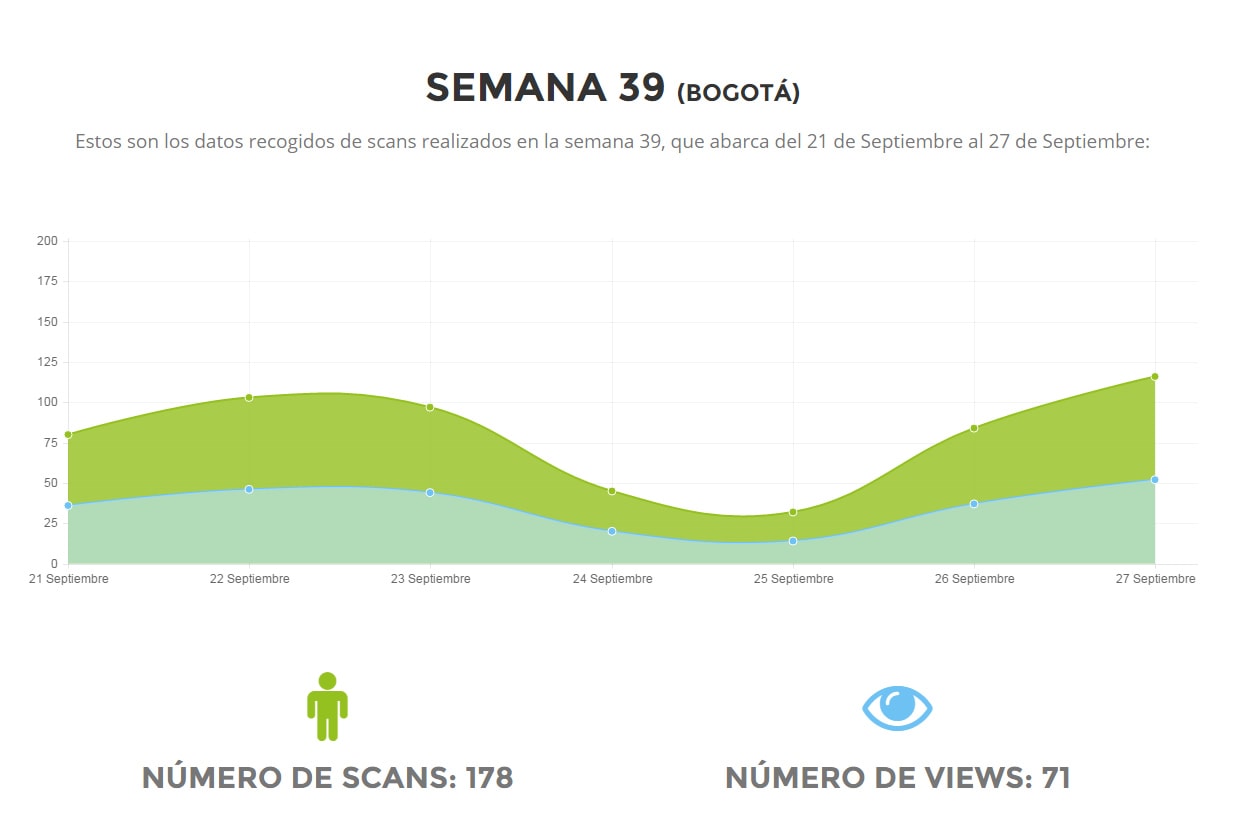 SEMANA 39 (BOGOTÁ)
Estos son los datos recogidos de scans realizados en la semana 39, que abarca del 21 de Septiembre al 27 de Septiembre:
200
175
150
125
100
75
50
25
0
21 Septiembre 22 Septiembre 23 Septiembre 24 Septiembre 25 Septiembre 26 Septiembre 27 Septiembre
NÚMERO DE SCANS: 178 NÚMERO DE VIEWS: 71